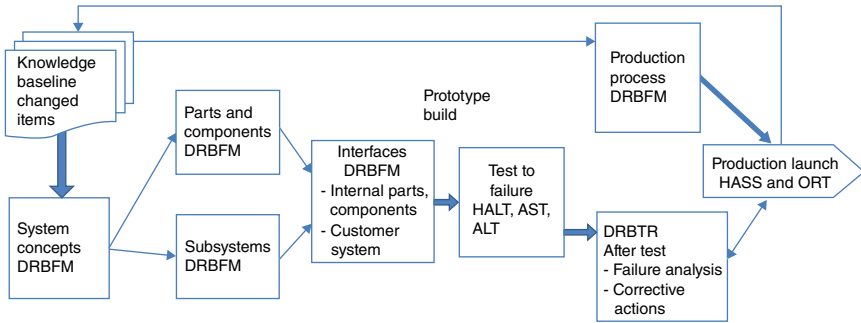 Knowledge
baseline
changed
items
System
concepts
DRBFM
Parts and
components
DRBFM
Subsystems
DRBFM
Interfaces
DRBFM
- Internal parts,
components
- Customer
system
Prototype
build
Test to
failure
HALT, AST,
ALT
Production
process
DRBFM
DRBTR
After test
- Failure analysis
- Corrective
actions
Production launch
HASS and ORT